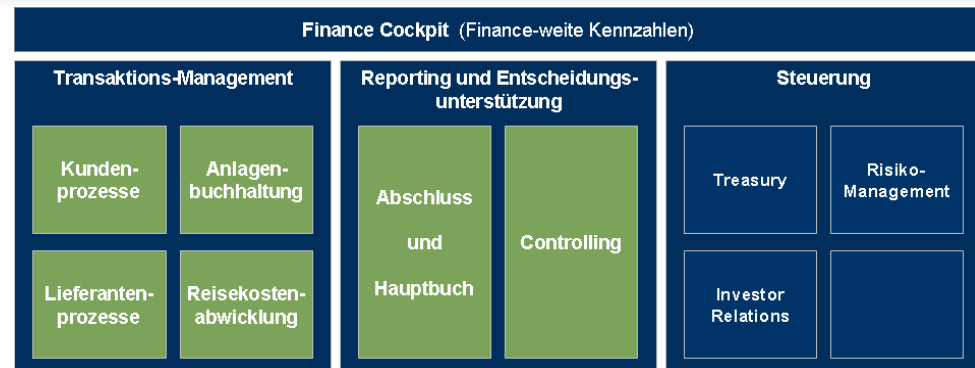 Finance Cockpit (Finance-weite Kennzahlen)
Transaktions-Management
Kunden-
prozesse
Anlagen-
buchhaltung
Lieferanten-
prozesse
Reisekosten-
abwicklung
Reporting und Entscheidungs-
unterstützung
Abschluss
und
Hauptbuch
Controlling
Steuerung
Treasury
Risiko-
Management
Investor
Relations